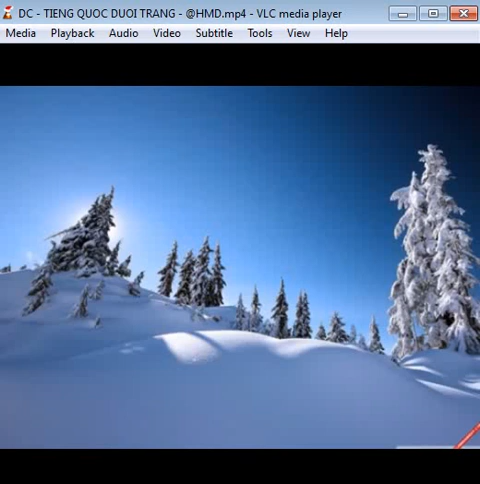 DC - TIENG QUOC DUOI TRANG - @HMD.mp4 - VLC media player
Media Playback Audio Video Subtitle Tools View Help